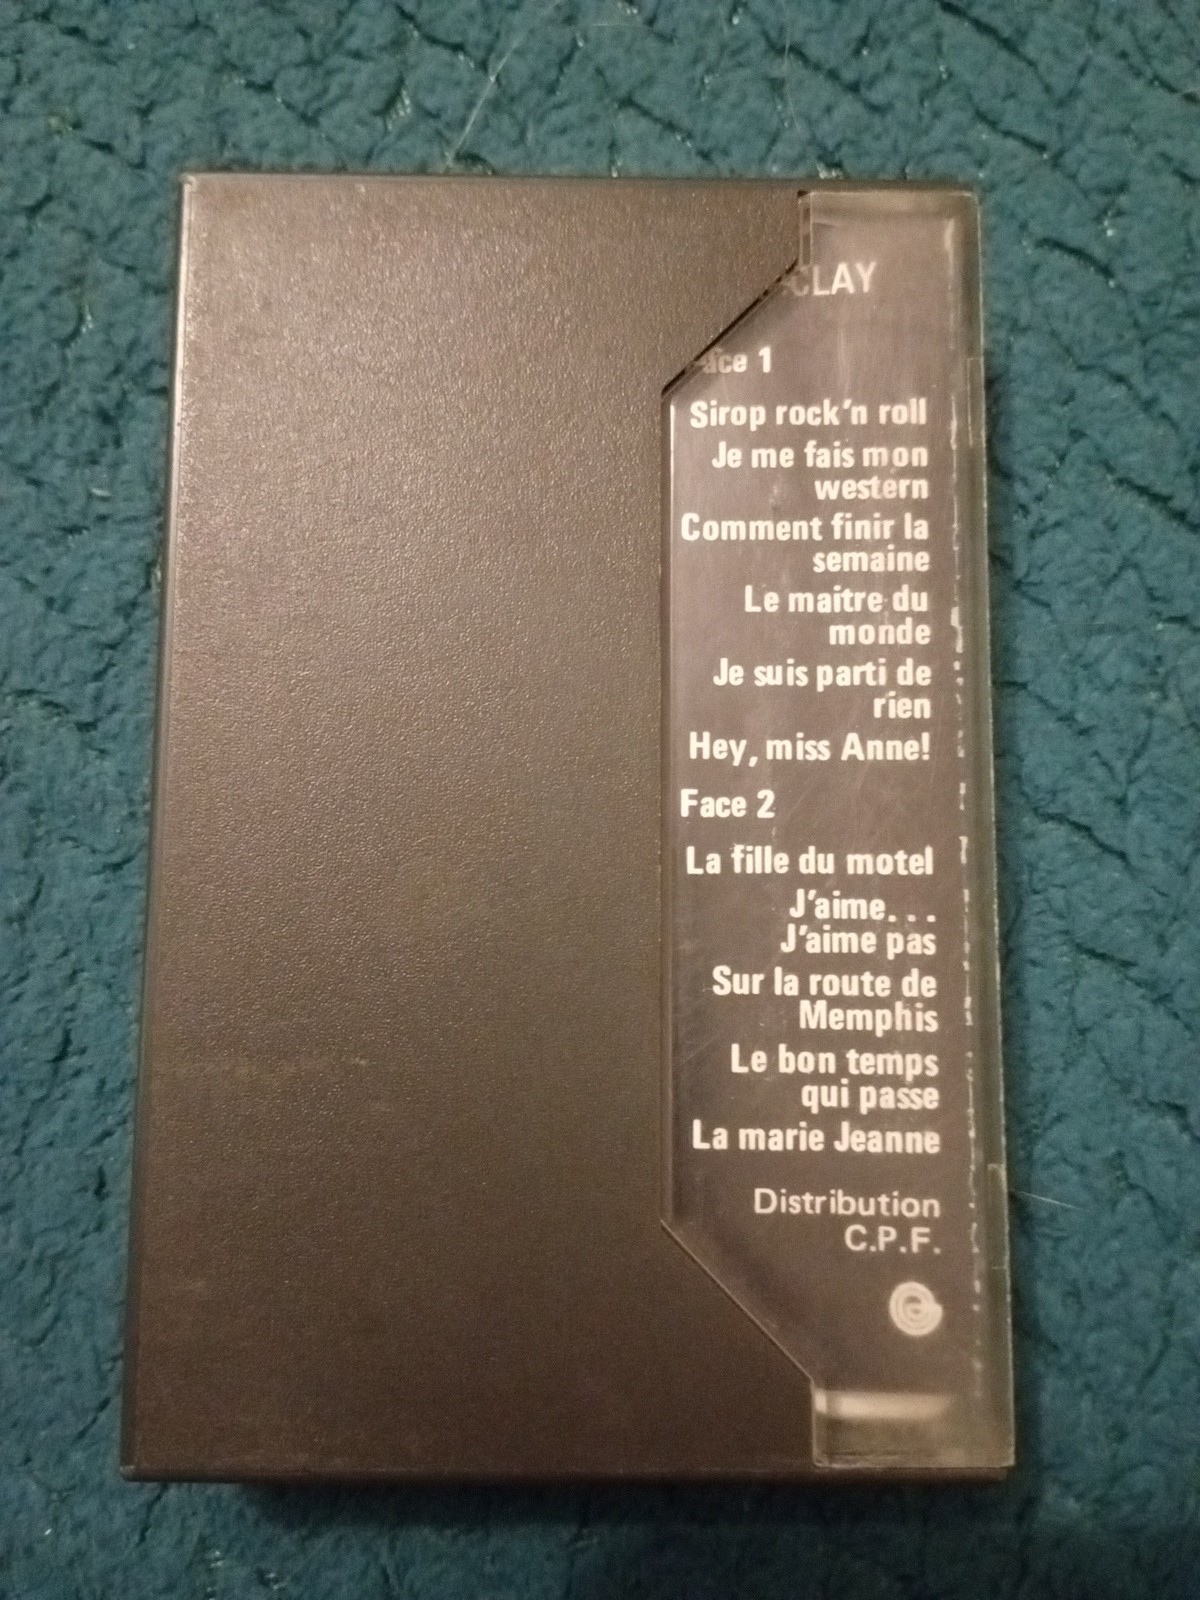 CLAY
ace 1
Sirop rock'n roll
Je me fais mon
western
Comment finir la
semaine
Le maitre du
monde
Je suis parti de
rien
Hey, miss Anne!
Face 2
La fille du motel
J'aime...
J'aime pas
Sur la route de
Memphis
Le bon temps
qui passe
La marie Jeanne
Distribution
C.P.F.